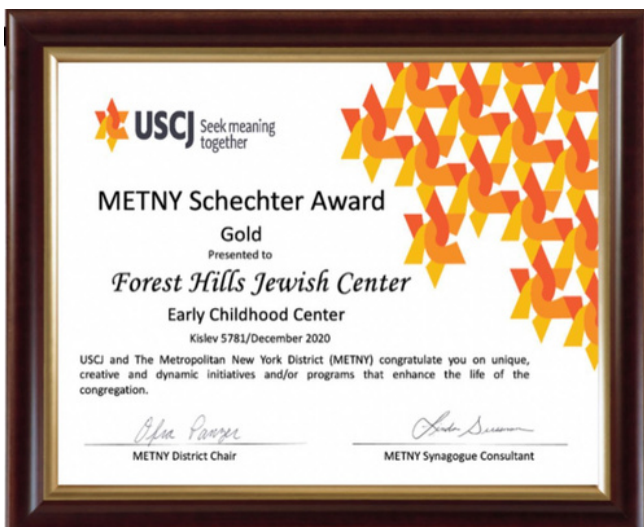 USCJ Seek meaning
together
METNY Schechter Award
Gold
Presented to
Forest Hills Jewish Center
Early Childhood Center
Kislev 5781/December 2020
USCJ and The Metropolitan New York District (METNY) congratulate you on unique,
creative and dynamic initiatives and/or programs that enhance the life of the
congregation.
Ofra Panzer
METNY District Chair
METNY Synagogue Consultant